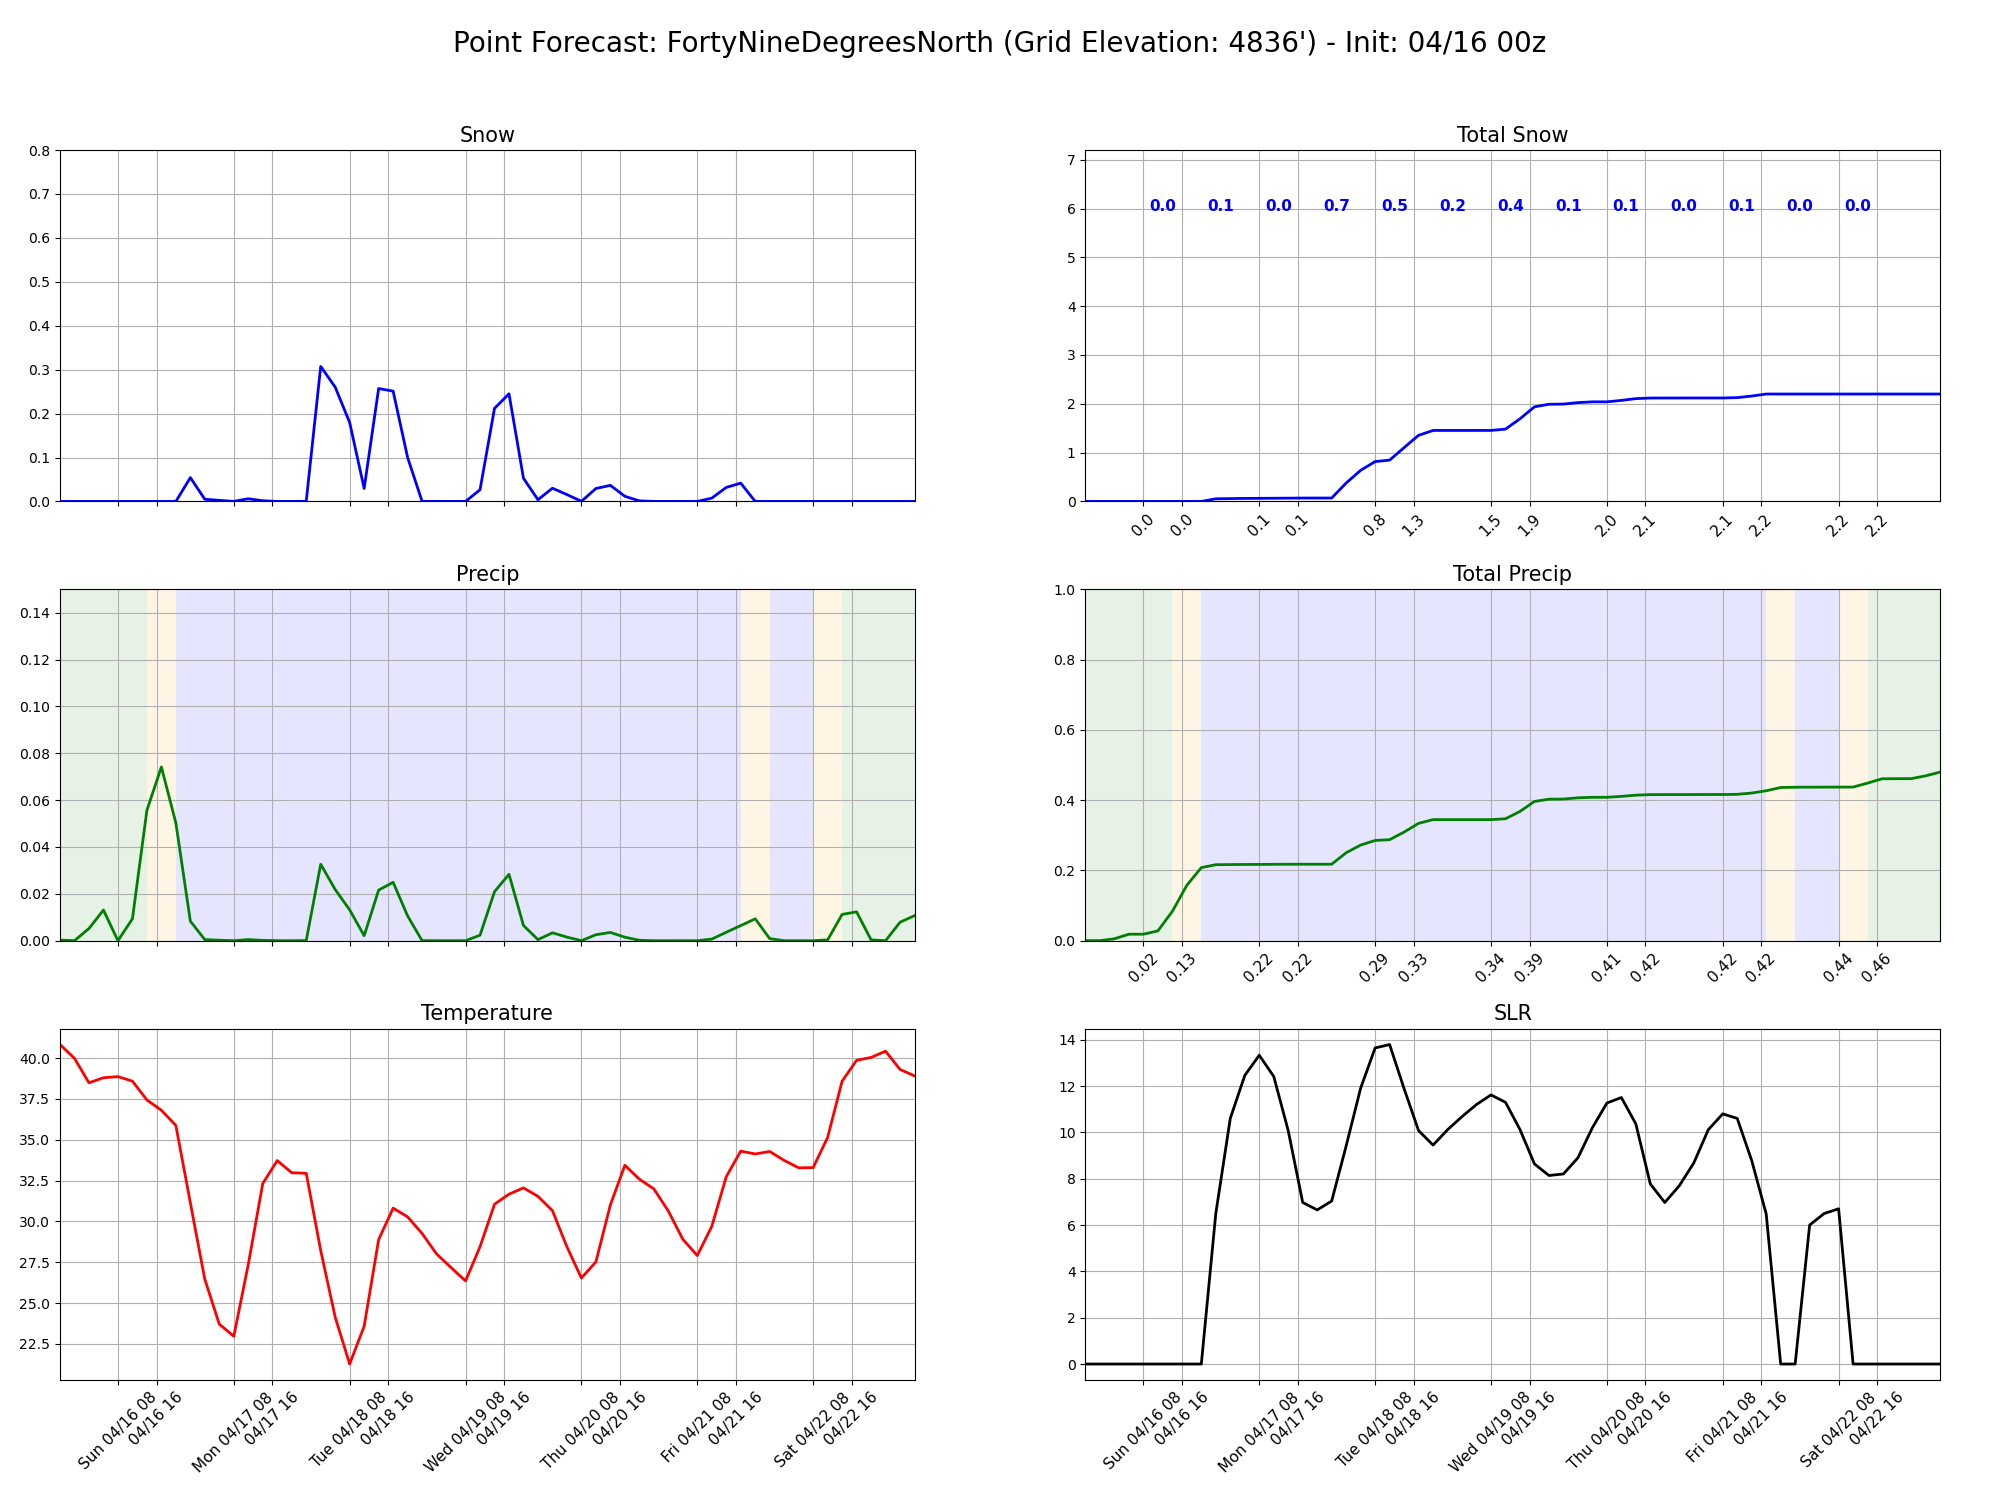 Point Forecast: FortyNineDegreesNorth (Grid Elevation: 4836') - Init: 04/16 00z
Snow
0.8
0.7
0.6
0.5
0.4
0.3
0.2
0.1
0.0
Total Snow
7
6
5
4
3
2
1
0
0.0 0.1 0.0 0.7 0.5 0.2 0.4 0.1 0.1 0.0 0.1 0.0 0.0
0.0 0.0 0.1 0.1 0.8 1.3 1.5 1.9 2.0 2.1 2.1 2.2 2.2 2.2
Precip
0.14
0.12
0.10
0.08
0.06
0.04
0.02
0.00
Total Precip
1.0
0.8
0.6
0.4
0.2
0.0
0.02 0.13 0.22 0.22 0.29 0.33 0.34 0.39 0.41 0.42 0.42 0.42 0.44 0.46
Temperature
40.0
37.5
35.0
32.5
30.0
27.5
25.0
22.5
Sun 04/16 08
04/16 16
Mon 04/17 08
04/17 16
Tue 04/18 08
04/18 16
Wed 04/19 08
04/19 16
Thu 04/20 08
04/20 16
Fri 04/21 08
04/21 16
Sat 04/22 08
04/22 16
SLR
14
12
10
8
6
4
2
0
Sun 04/16 08
04/16 16
Mon 04/17 08
04/17 16
Tue 04/18 08
04/18 16
Wed 04/19 08
04/19 16
Thu 04/20 08
04/20 16
Fri 04/21 08
04/21 16
Sat 04/22 08
04/22 16